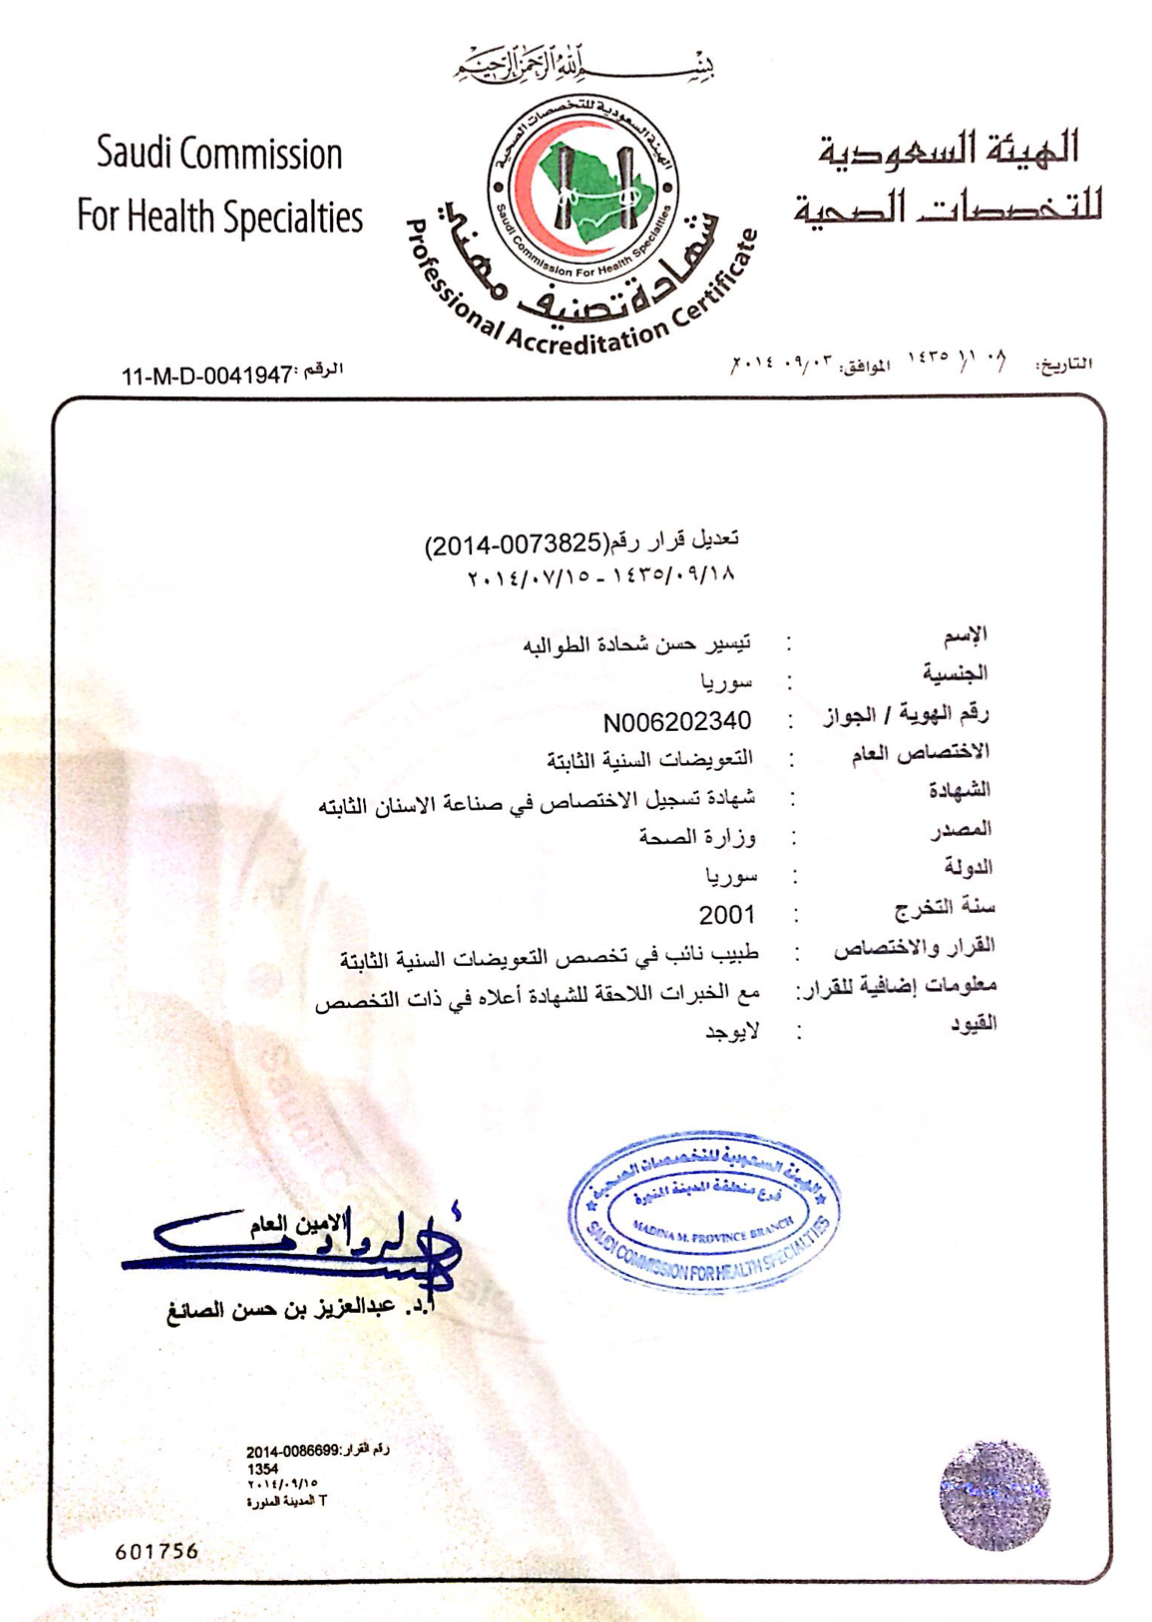 بسم الله الرحمن الرحيم
Saudi Commission
For Health Specialties
الهيئة السعودية
للتخصصات الصحية
الهيئة السعودية للتخصصات الصحية
Saudi Commission For Health Specialties
شهادة تصنيف مهني
Professional Accreditation Certificate
التاريخ: ١٤٣٥/١١/٠٨ الموافق: ٢٠١٤/٠٩/٠٣
الرقم: 11-M-D-0041947
تعديل قرار رقم(2014-0073825)
١٤٣٥/٠٩/١٨ - ٢٠١٤/٠٧/١٥
الإسم : تيسير حسن شحادة الطوالبه
الجنسية : سوريا
رقم الهوية / الجواز : N006202340
الاختصاص العام : التعويضات السنية الثابتة
الشهادة : شهادة تسجيل الاختصاص في صناعة الاسنان الثابته
المصدر : وزارة الصحة
الدولة : سوريا
سنة التخرج : 2001
القرار والاختصاص : طبيب نائب في تخصص التعويضات السنية الثابتة
معلومات إضافية للقرار: مع الخبرات اللاحقة للشهادة أعلاه في ذات التخصص
القيود : لايوجد
الهيئة السعودية للتخصصات الصحية
فرع منطقة المدينة المنورة
MADINA M. PROVINCE BRANCH
SAUDI COMMISSION FOR HEALTH SPECIALTIES
الامين العام
أ.د. عبدالعزيز بن حسن الصائغ
رقم القرار:2014-0086699
1354
٢٠١٤/٠٩/١٥
T المدينة المنورة
601756